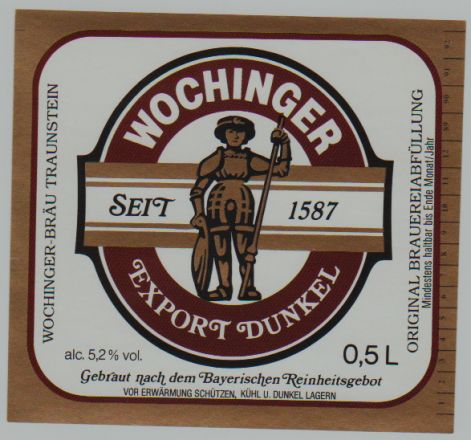 WOCHINGER
SEIT 1587
EXPORT DUNKEL
WOCHINGER-BRÄU TRAUNSTEIN
ORIGINAL BRAUEREIABFÜLLUNG
Mindestens haltbar bis Ende Monat/Jahr
alc. 5,2 % vol.
0,5 L
Gebraut nach dem Bayerischen Reinheitsgebot
VOR ERWÄRMUNG SCHÜTZEN, KÜHL U. DUNKEL LAGERN